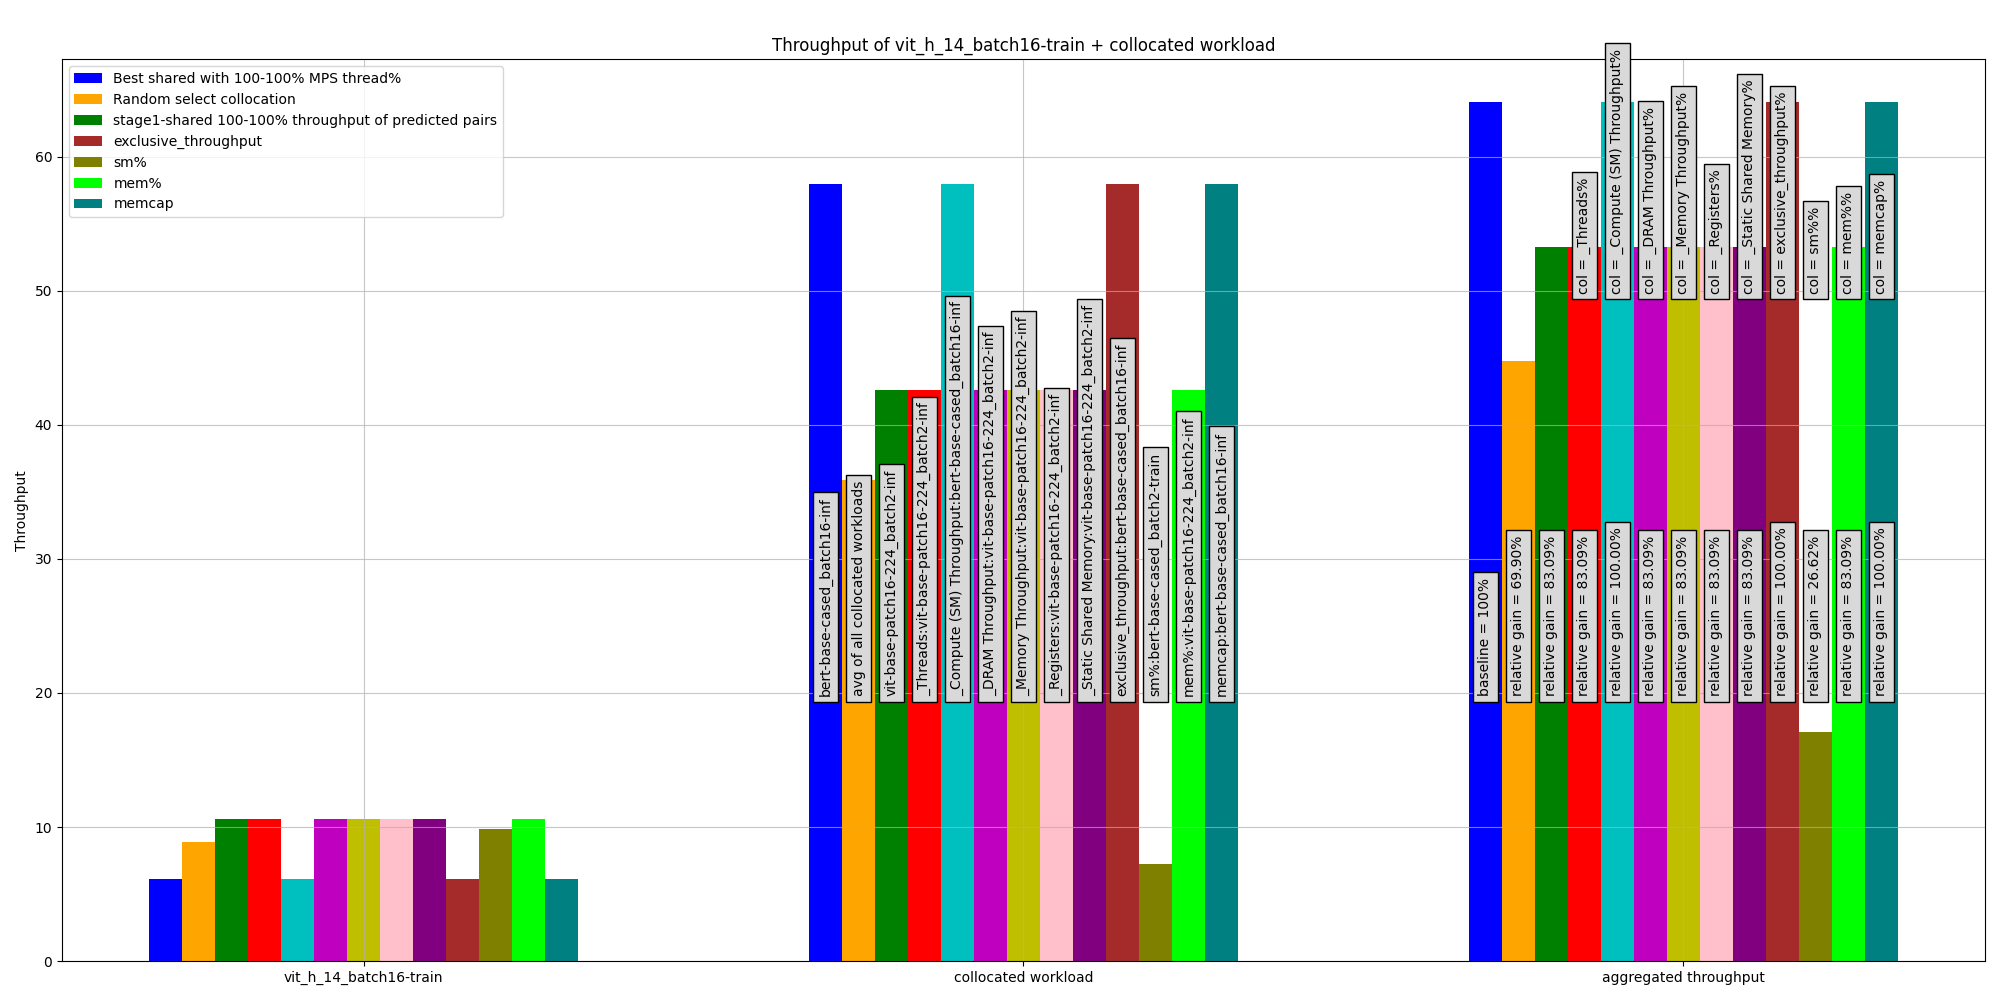 Throughput of vit_h_14_batch16-train + collocated workload
Best shared with 100-100% MPS thread%
Random select collocation
stage1-shared 100-100% throughput of predicted pairs
exclusive_throughput
sm%
mem%
memcap
Throughput
60
50
40
30
20
10
0
bert-base-cased_batch16-inf
avg of all collocated workloads
vit-base-patch16-224_batch2-inf
_Threads:vit-base-patch16-224_batch2-inf
_Compute (SM) Throughput:bert-base-cased_batch16-inf
_DRAM Throughput:vit-base-patch16-224_batch2-inf
_Memory Throughput:vit-base-patch16-224_batch2-inf
_Registers:vit-base-patch16-224_batch2-inf
_Static Shared Memory:vit-base-patch16-224_batch2-inf
exclusive_throughput:bert-base-cased_batch16-inf
sm%:bert-base-cased_batch2-train
mem%:vit-base-patch16-224_batch2-inf
memcap:bert-base-cased_batch16-inf
col = _Threads%
col = _Compute (SM) Throughput%
col = _DRAM Throughput%
col = _Memory Throughput%
col = _Registers%
col = _Static Shared Memory%
col = exclusive_throughput%
col = sm%%
col = mem%%
col = memcap%
baseline = 100%
relative gain = 69.90%
relative gain = 83.09%
relative gain = 83.09%
relative gain = 100.00%
relative gain = 83.09%
relative gain = 83.09%
relative gain = 83.09%
relative gain = 83.09%
relative gain = 100.00%
relative gain = 26.62%
relative gain = 83.09%
relative gain = 100.00%
vit_h_14_batch16-train
collocated workload
aggregated throughput